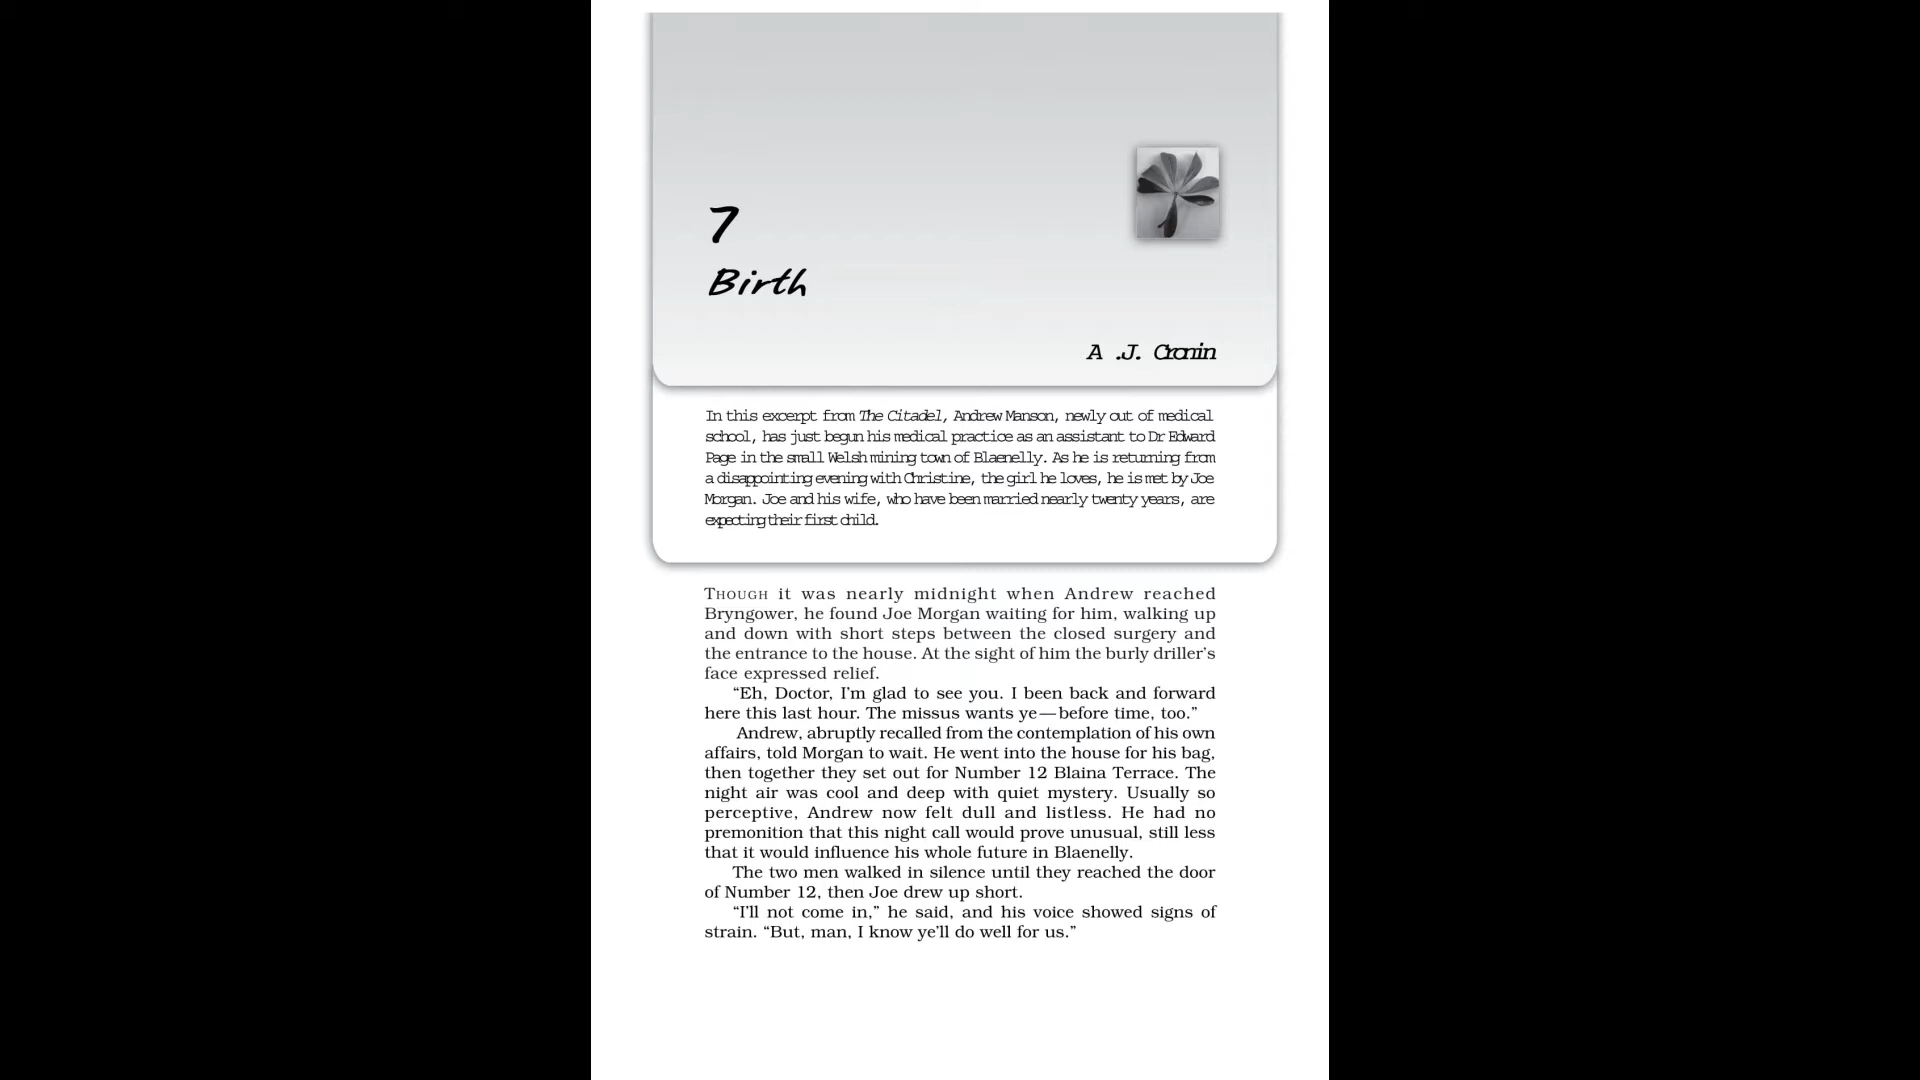 7
Birth
A .J. Cronin
In this excerpt from The Citadel, Andrew Manson, newly out of medical
school, has just begun his medical practice as an assistant to Dr Edward
Page in the small Welsh mining town of Blaenelly. As he is returning from
a disappointing evening with Christine, the girl he loves, he is met by Joe
Morgan. Joe and his wife, who have been married nearly twenty years, are
expecting their first child.
THOUGH it was nearly midnight when Andrew reached
Bryngower, he found Joe Morgan waiting for him, walking up
and down with short steps between the closed surgery and
the entrance to the house. At the sight of him the burly driller’s
face expressed relief.
“Eh, Doctor, I’m glad to see you. I been back and forward
here this last hour. The missus wants ye — before time, too.”
Andrew, abruptly recalled from the contemplation of his own
affairs, told Morgan to wait. He went into the house for his bag,
then together they set out for Number 12 Blaina Terrace. The
night air was cool and deep with quiet mystery. Usually so
perceptive, Andrew now felt dull and listless. He had no
premonition that this night call would prove unusual, still less
that it would influence his whole future in Blaenelly.
The two men walked in silence until they reached the door
of Number 12, then Joe drew up short.
“I’ll not come in,” he said, and his voice showed signs of
strain. “But, man, I know ye’ll do well for us.”